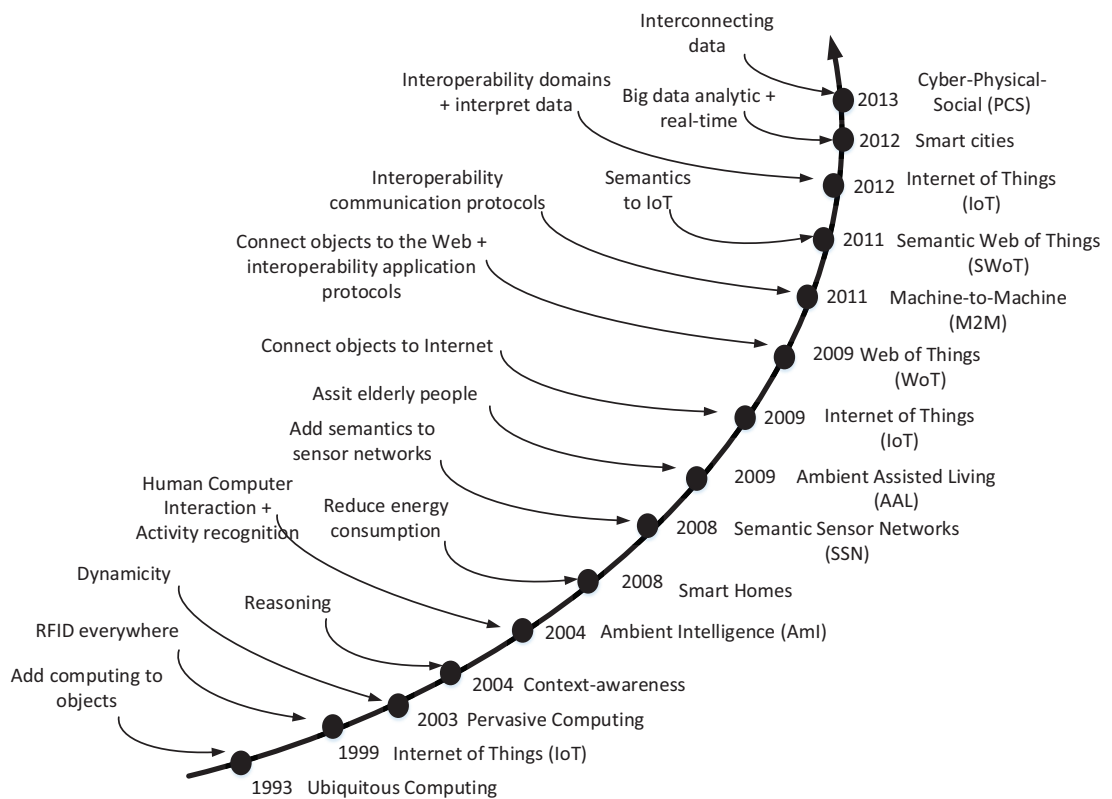 Interconnecting
data
2013
Cyber-Physical-
Social (PCS)
Interoperability domains
+ interpret data
Big data analytic +
real-time
2012 Smart cities
2012 Internet of Things
(IoT)
Interoperability
communication protocols
Semantics
to IoT
2011 Semantic Web of Things
(SWoT)
Connect objects to the Web +
interoperability application
protocols
2011 Machine-to-Machine
(M2M)
Connect objects to Internet
2009 Web of Things
(WoT)
Assit elderly people
2009 Internet of Things
(IoT)
Add semantics to
sensor networks
2009 Ambient Assisted Living
(AAL)
Human Computer
Interaction +
Activity recognition
Reduce energy
consumption
2008 Semantic Sensor Networks
(SSN)
Dynamicity
2008 Smart Homes
Reasoning
RFID everywhere
2004 Ambient Intelligence (AmI)
Add computing to
objects
2004 Context-awareness
2003 Pervasive Computing
1999 Internet of Things (IoT)
1993 Ubiquitous Computing